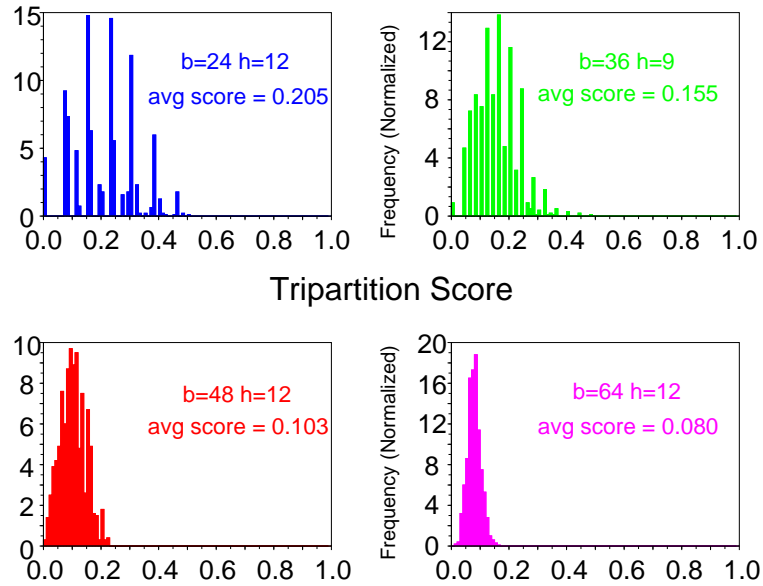 15
10
5
0
0.0 0.2 0.4 0.6 0.8 1.0
b=24 h=12
avg score = 0.205
Frequency (Normalized)
12
8
4
0
0.0 0.2 0.4 0.6 0.8 1.0
b=36 h=9
avg score = 0.155
Tripartition Score
10
8
6
4
2
0
0.0 0.2 0.4 0.6 0.8 1.0
b=48 h=12
avg score = 0.103
Frequency (Normalized)
20
16
12
8
4
0
0.0 0.2 0.4 0.6 0.8 1.0
b=64 h=12
avg score = 0.080